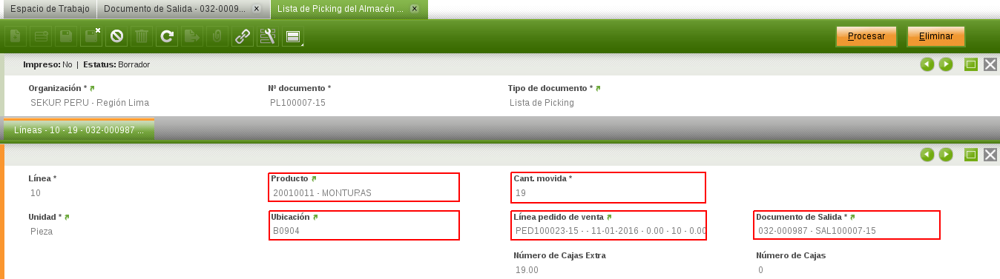 Espacio de Trabajo Documento de Salida - 032-0009... Lista de Picking del Almacén ...
Procesar Eliminar
Impreso: No | Estatus: Borrador
Organización * Nº documento * Tipo de documento *
SEKUR PERU - Región Lima PL100007-15 Lista de Picking
Líneas - 10 - 19 - 032-000987 ...
Línea * Producto Cant. movida *
10 20010011 - MONTURAS 19
Unidad * Ubicación Línea pedido de venta Documento de Salida *
Pieza B0904 PED100023-15 - - 11-01-2016 - 0.00 - 10 - 0.00 032-000987 - SAL100007-15
Número de Cajas Extra Número de Cajas
19.00 0